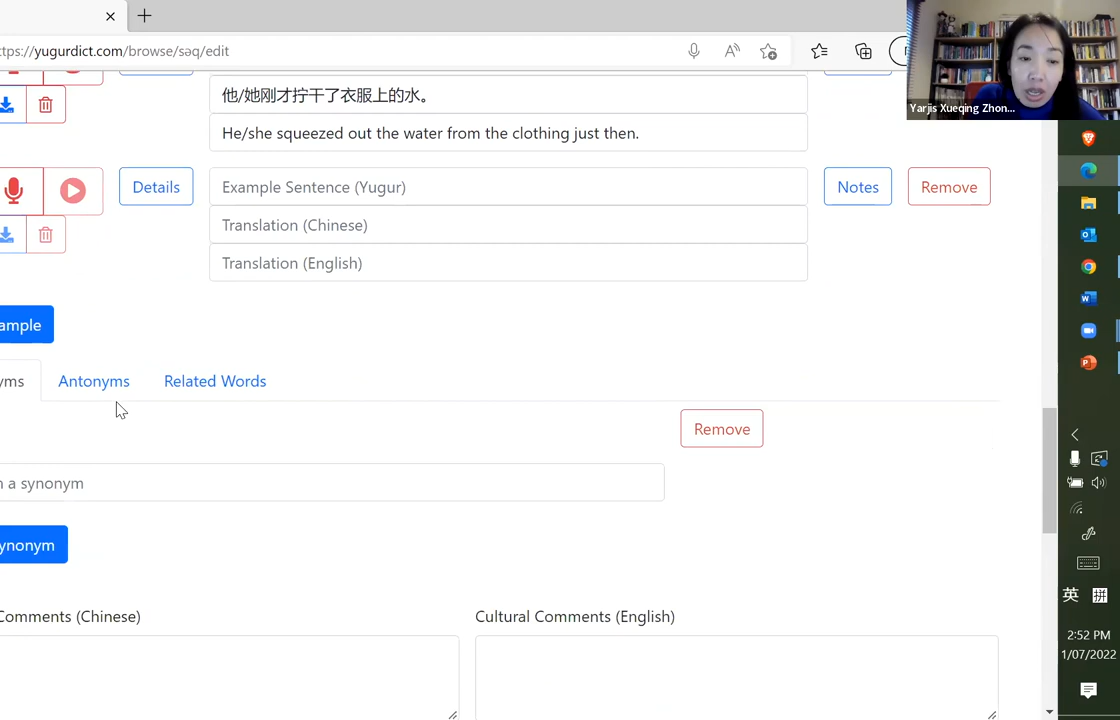 ttps://yugurdict.com/browse/saq/edit
Yarjis Xueqing Zhon...
他/她刚才拧干了衣服上的水。
He/she squeezed out the water from the clothing just then.
Details
Example Sentence (Yugur)
Notes
Remove
Translation (Chinese)
Translation (English)
ample
yms
Antonyms
Related Words
Remove
n a synonym
ynonym
Comments (Chinese)
Cultural Comments (English)
英
拼
2:52 PM
1/07/2022